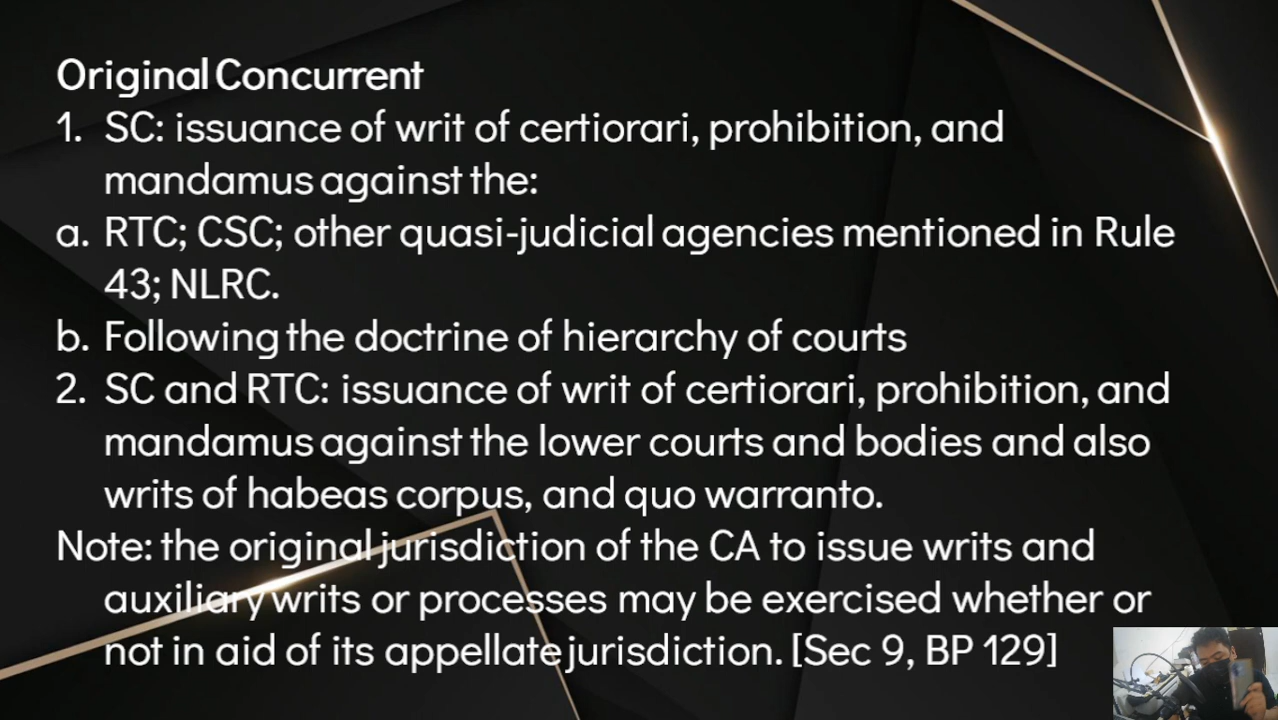 Original Concurrent
1. SC: issuance of writ of certiorari, prohibition, and
mandamus against the:
a. RTC; CSC; other quasi-judicial agencies mentioned in Rule
43; NLRC.
b. Following the doctrine of hierarchy of courts
2. SC and RTC: issuance of writ of certiorari, prohibition, and
mandamus against the lower courts and bodies and also
writs of habeas corpus, and quo warranto.
Note: the original jurisdiction of the CA to issue writs and
auxiliary writs or processes may be exercised whether or
not in aid of its appellate jurisdiction. [Sec 9, BP 129]